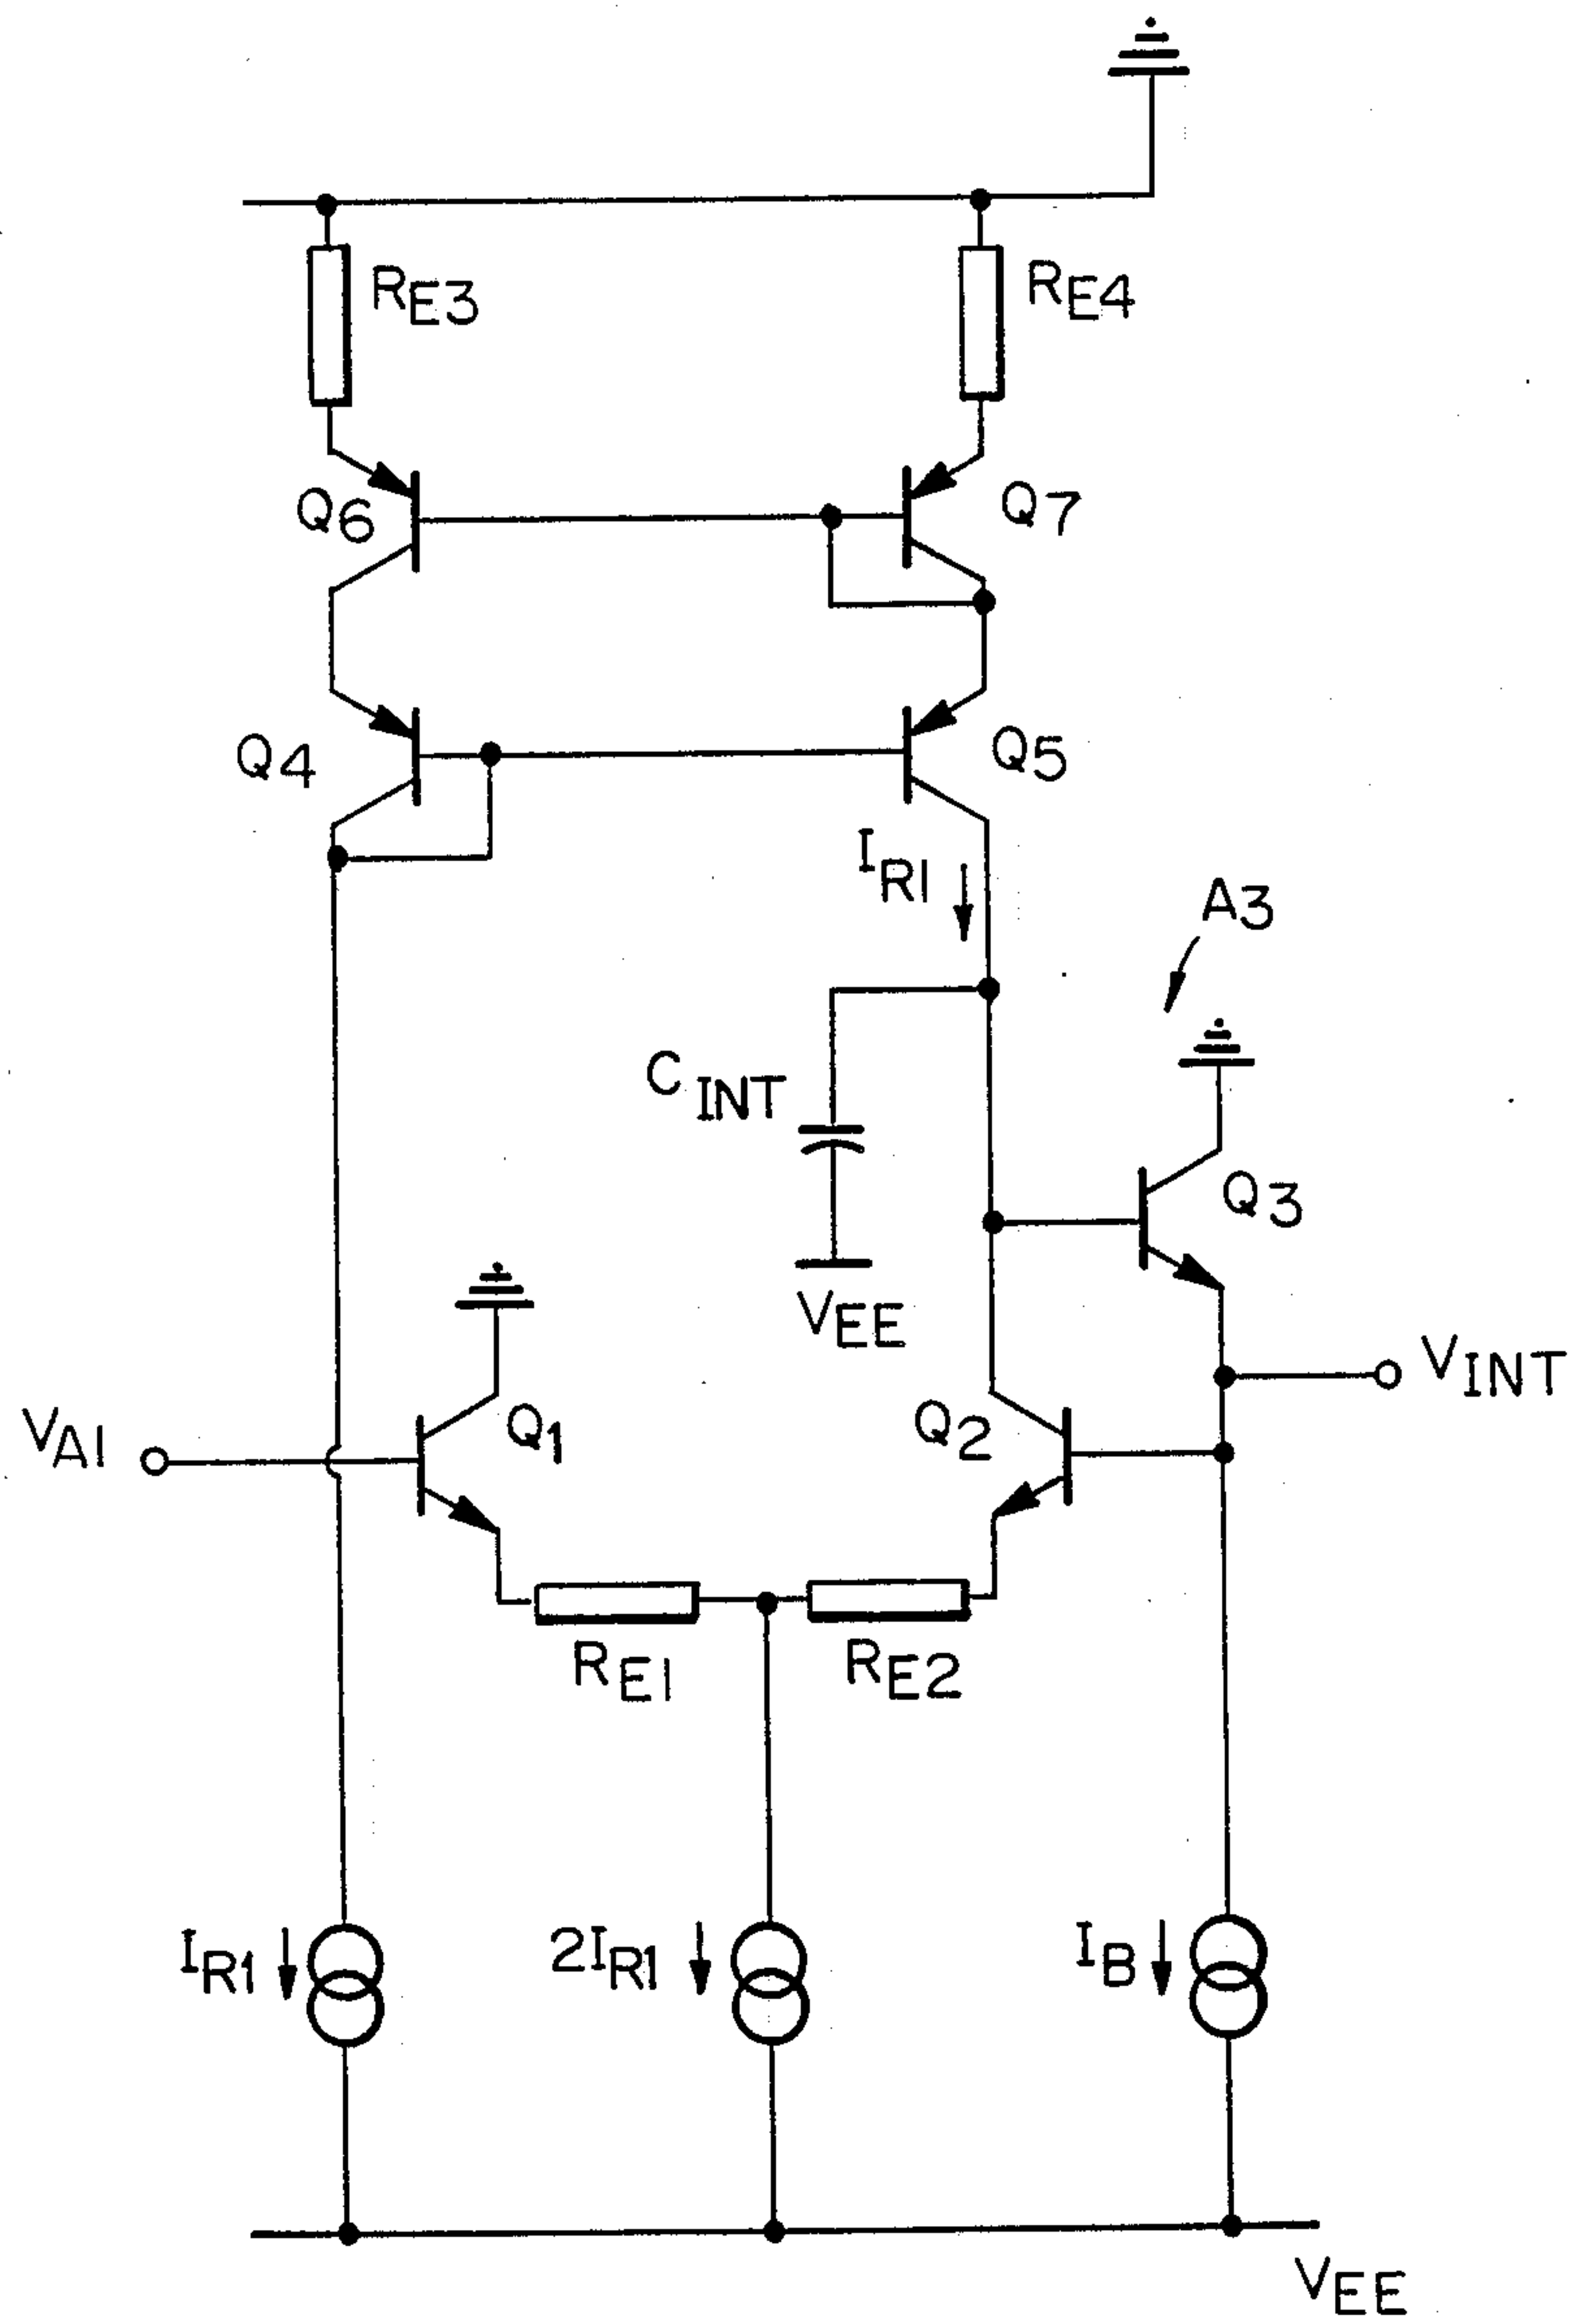 RE3
RE4
Q6
Q7
Q4
Q5
IR1
A3
CINT
Q3
VEE
VINT
VA1
Q1
Q2
RE1
RE2
IR1
2IR1
IB
VEE